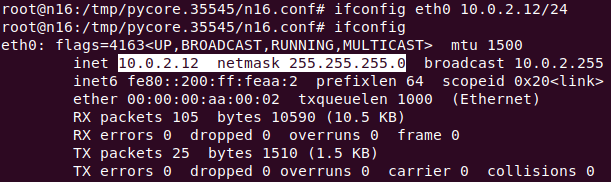 root@n16:/tmp/pycore.35545/n16.conf# ifconfig eth0 10.0.2.12/24
root@n16:/tmp/pycore.35545/n16.conf# ifconfig
eth0: flags=4163<UP,BROADCAST,RUNNING,MULTICAST>  mtu 1500
        inet 10.0.2.12  netmask 255.255.255.0  broadcast 10.0.2.255
        inet6 fe80::200:ff:feaa:2  prefixlen 64  scopeid 0x20<link>
        ether 00:00:00:aa:00:02  txqueuelen 1000  (Ethernet)
        RX packets 105  bytes 10590 (10.5 KB)
        RX errors 0  dropped 0  overruns 0  frame 0
        TX packets 25  bytes 1510 (1.5 KB)
        TX errors 0  dropped 0 overruns 0  carrier 0  collisions 0